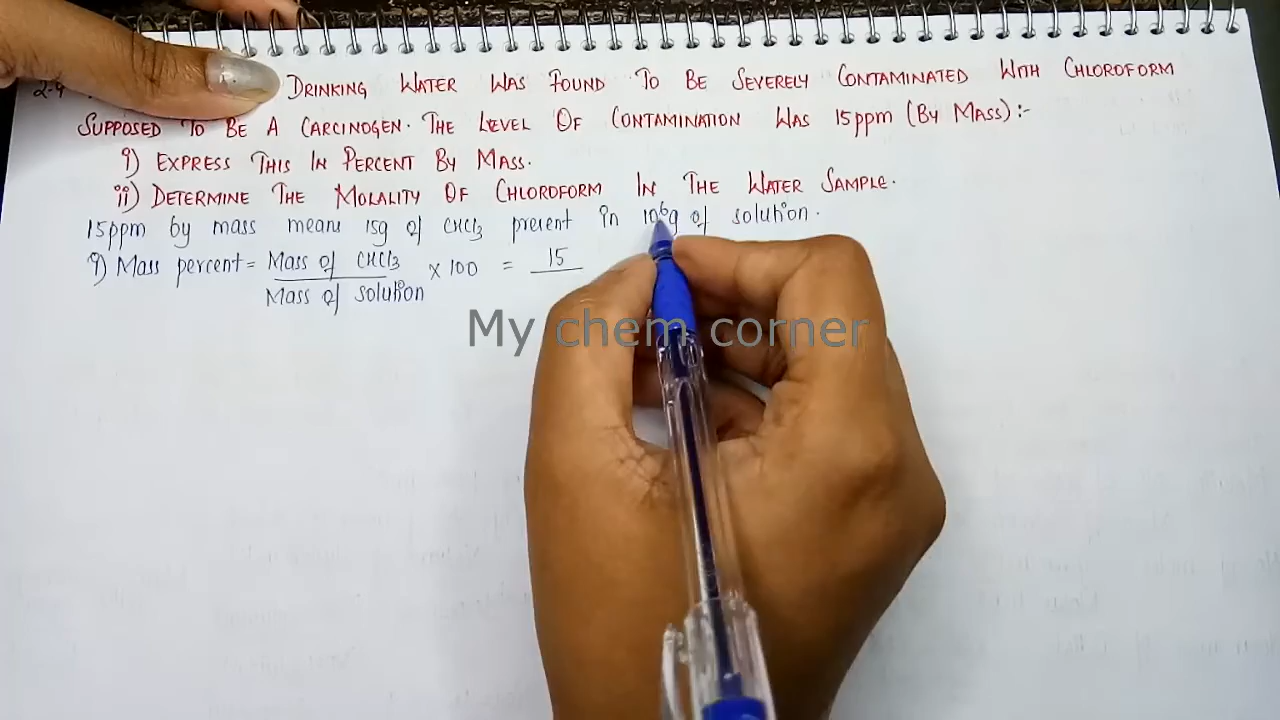 DRINKING WATER WAS FOUND TO BE SEVERELY CONTAMINATED WITH CHLOROFORM
SUPPOSED TO BE A CARCINOGEN. THE LEVEL OF CONTAMINATION WAS 15ppm (BY MASS):-
i) EXPRESS THIS IN PERCENT BY MASS.
ii) DETERMINE THE MOLALITY OF CHLOROFORM IN THE WATER SAMPLE.
15ppm by mass means 15g of CHCl₃ present in 10⁶g of solution.
i) Mass percent = Mass of CHCl₃ / Mass of solution × 100 = 15
My chem corner